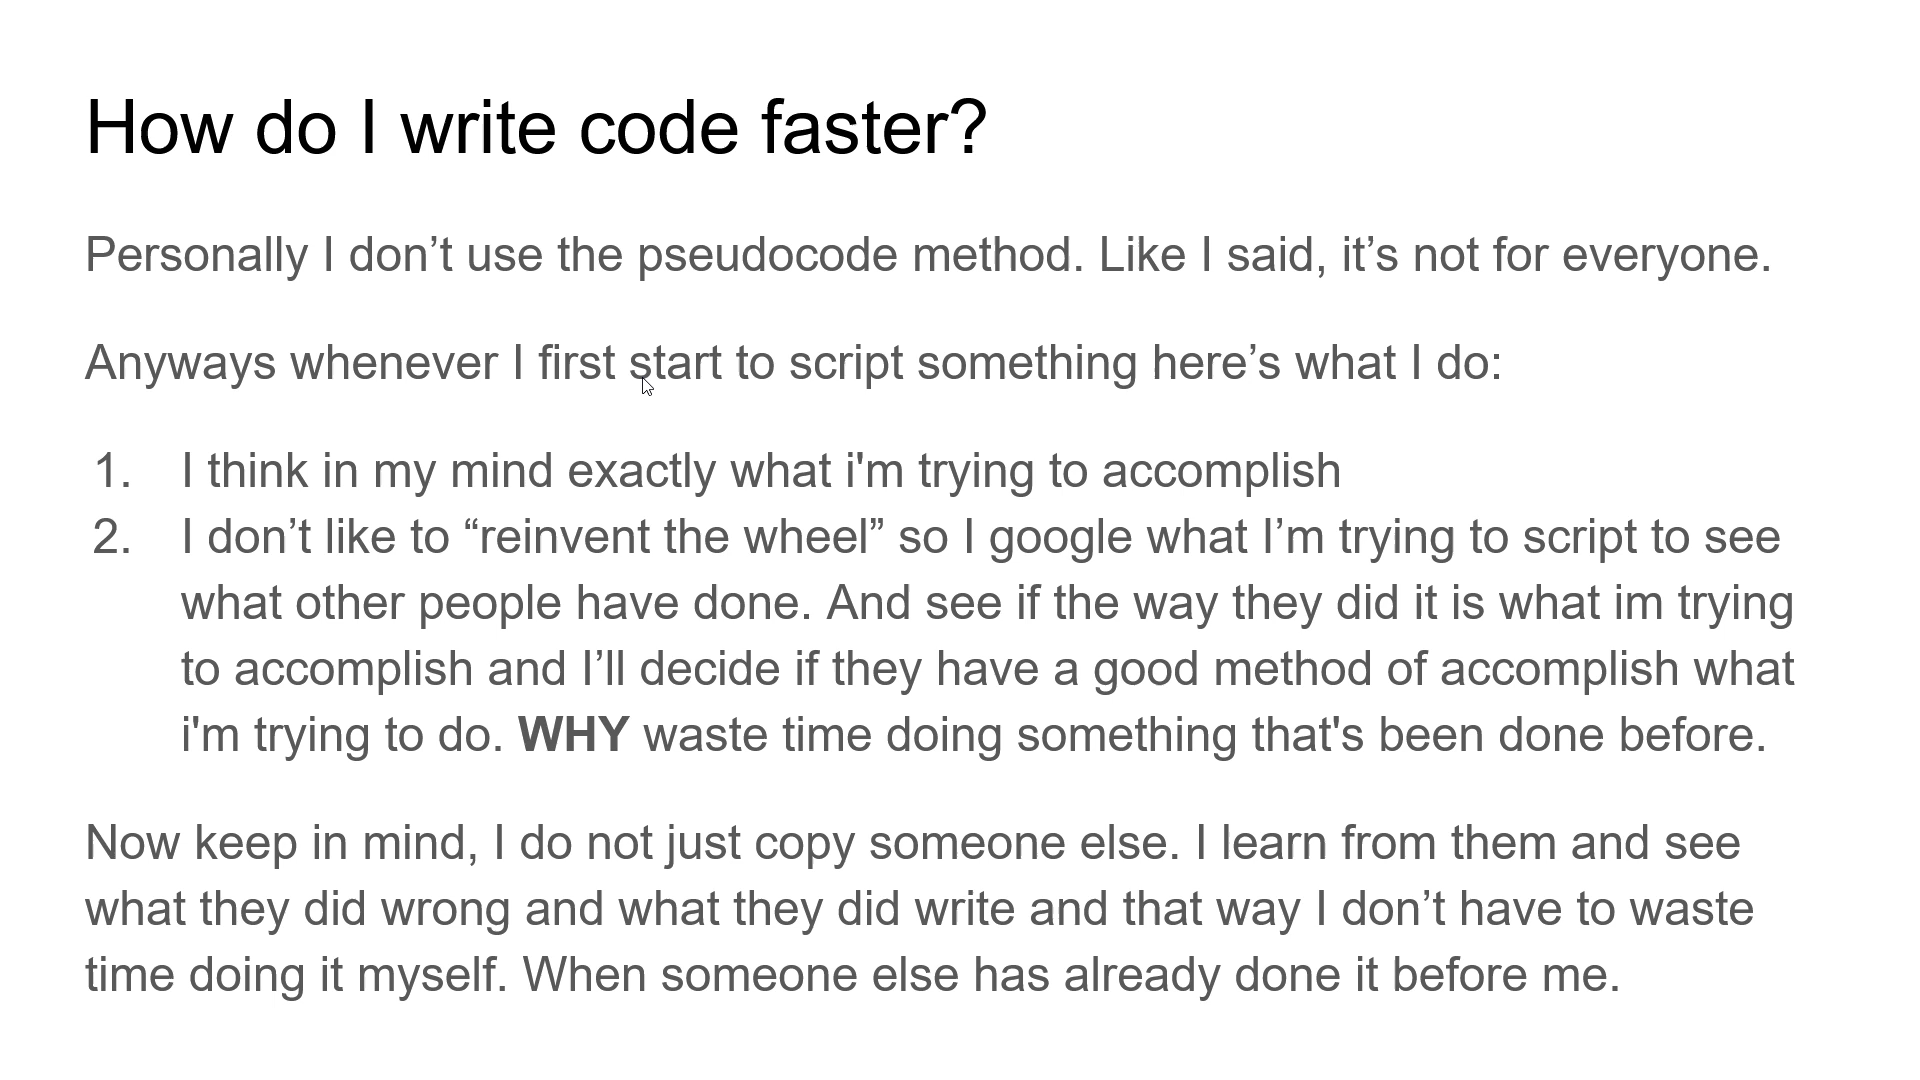 How do I write code faster?
Personally I don’t use the pseudocode method. Like I said, it’s not for everyone.
Anyways whenever I first start to script something here’s what I do:
1. I think in my mind exactly what i'm trying to accomplish
2. I don’t like to “reinvent the wheel” so I google what I’m trying to script to see
what other people have done. And see if the way they did it is what im trying
to accomplish and I’ll decide if they have a good method of accomplish what
i'm trying to do. WHY waste time doing something that's been done before.
Now keep in mind, I do not just copy someone else. I learn from them and see
what they did wrong and what they did write and that way I don’t have to waste
time doing it myself. When someone else has already done it before me.